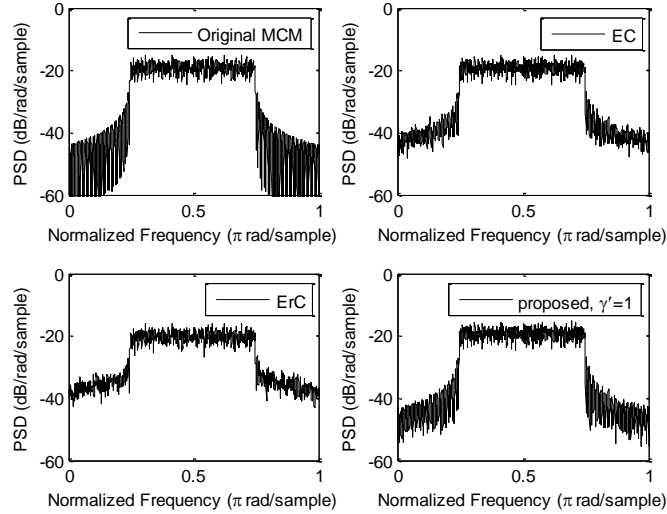 0
-20
-40
-60
PSD (dB/rad/sample)
Original MCM
0
0.5
1
Normalized Frequency (π rad/sample)
0
-20
-40
-60
PSD (dB/rad/sample)
EC
0
0.5
1
Normalized Frequency (π rad/sample)
0
-20
-40
-60
PSD (dB/rad/sample)
ErC
0
0.5
1
Normalized Frequency (π rad/sample)
0
-20
-40
-60
PSD (dB/rad/sample)
proposed, γ'=1
0
0.5
1
Normalized Frequency (π rad/sample)